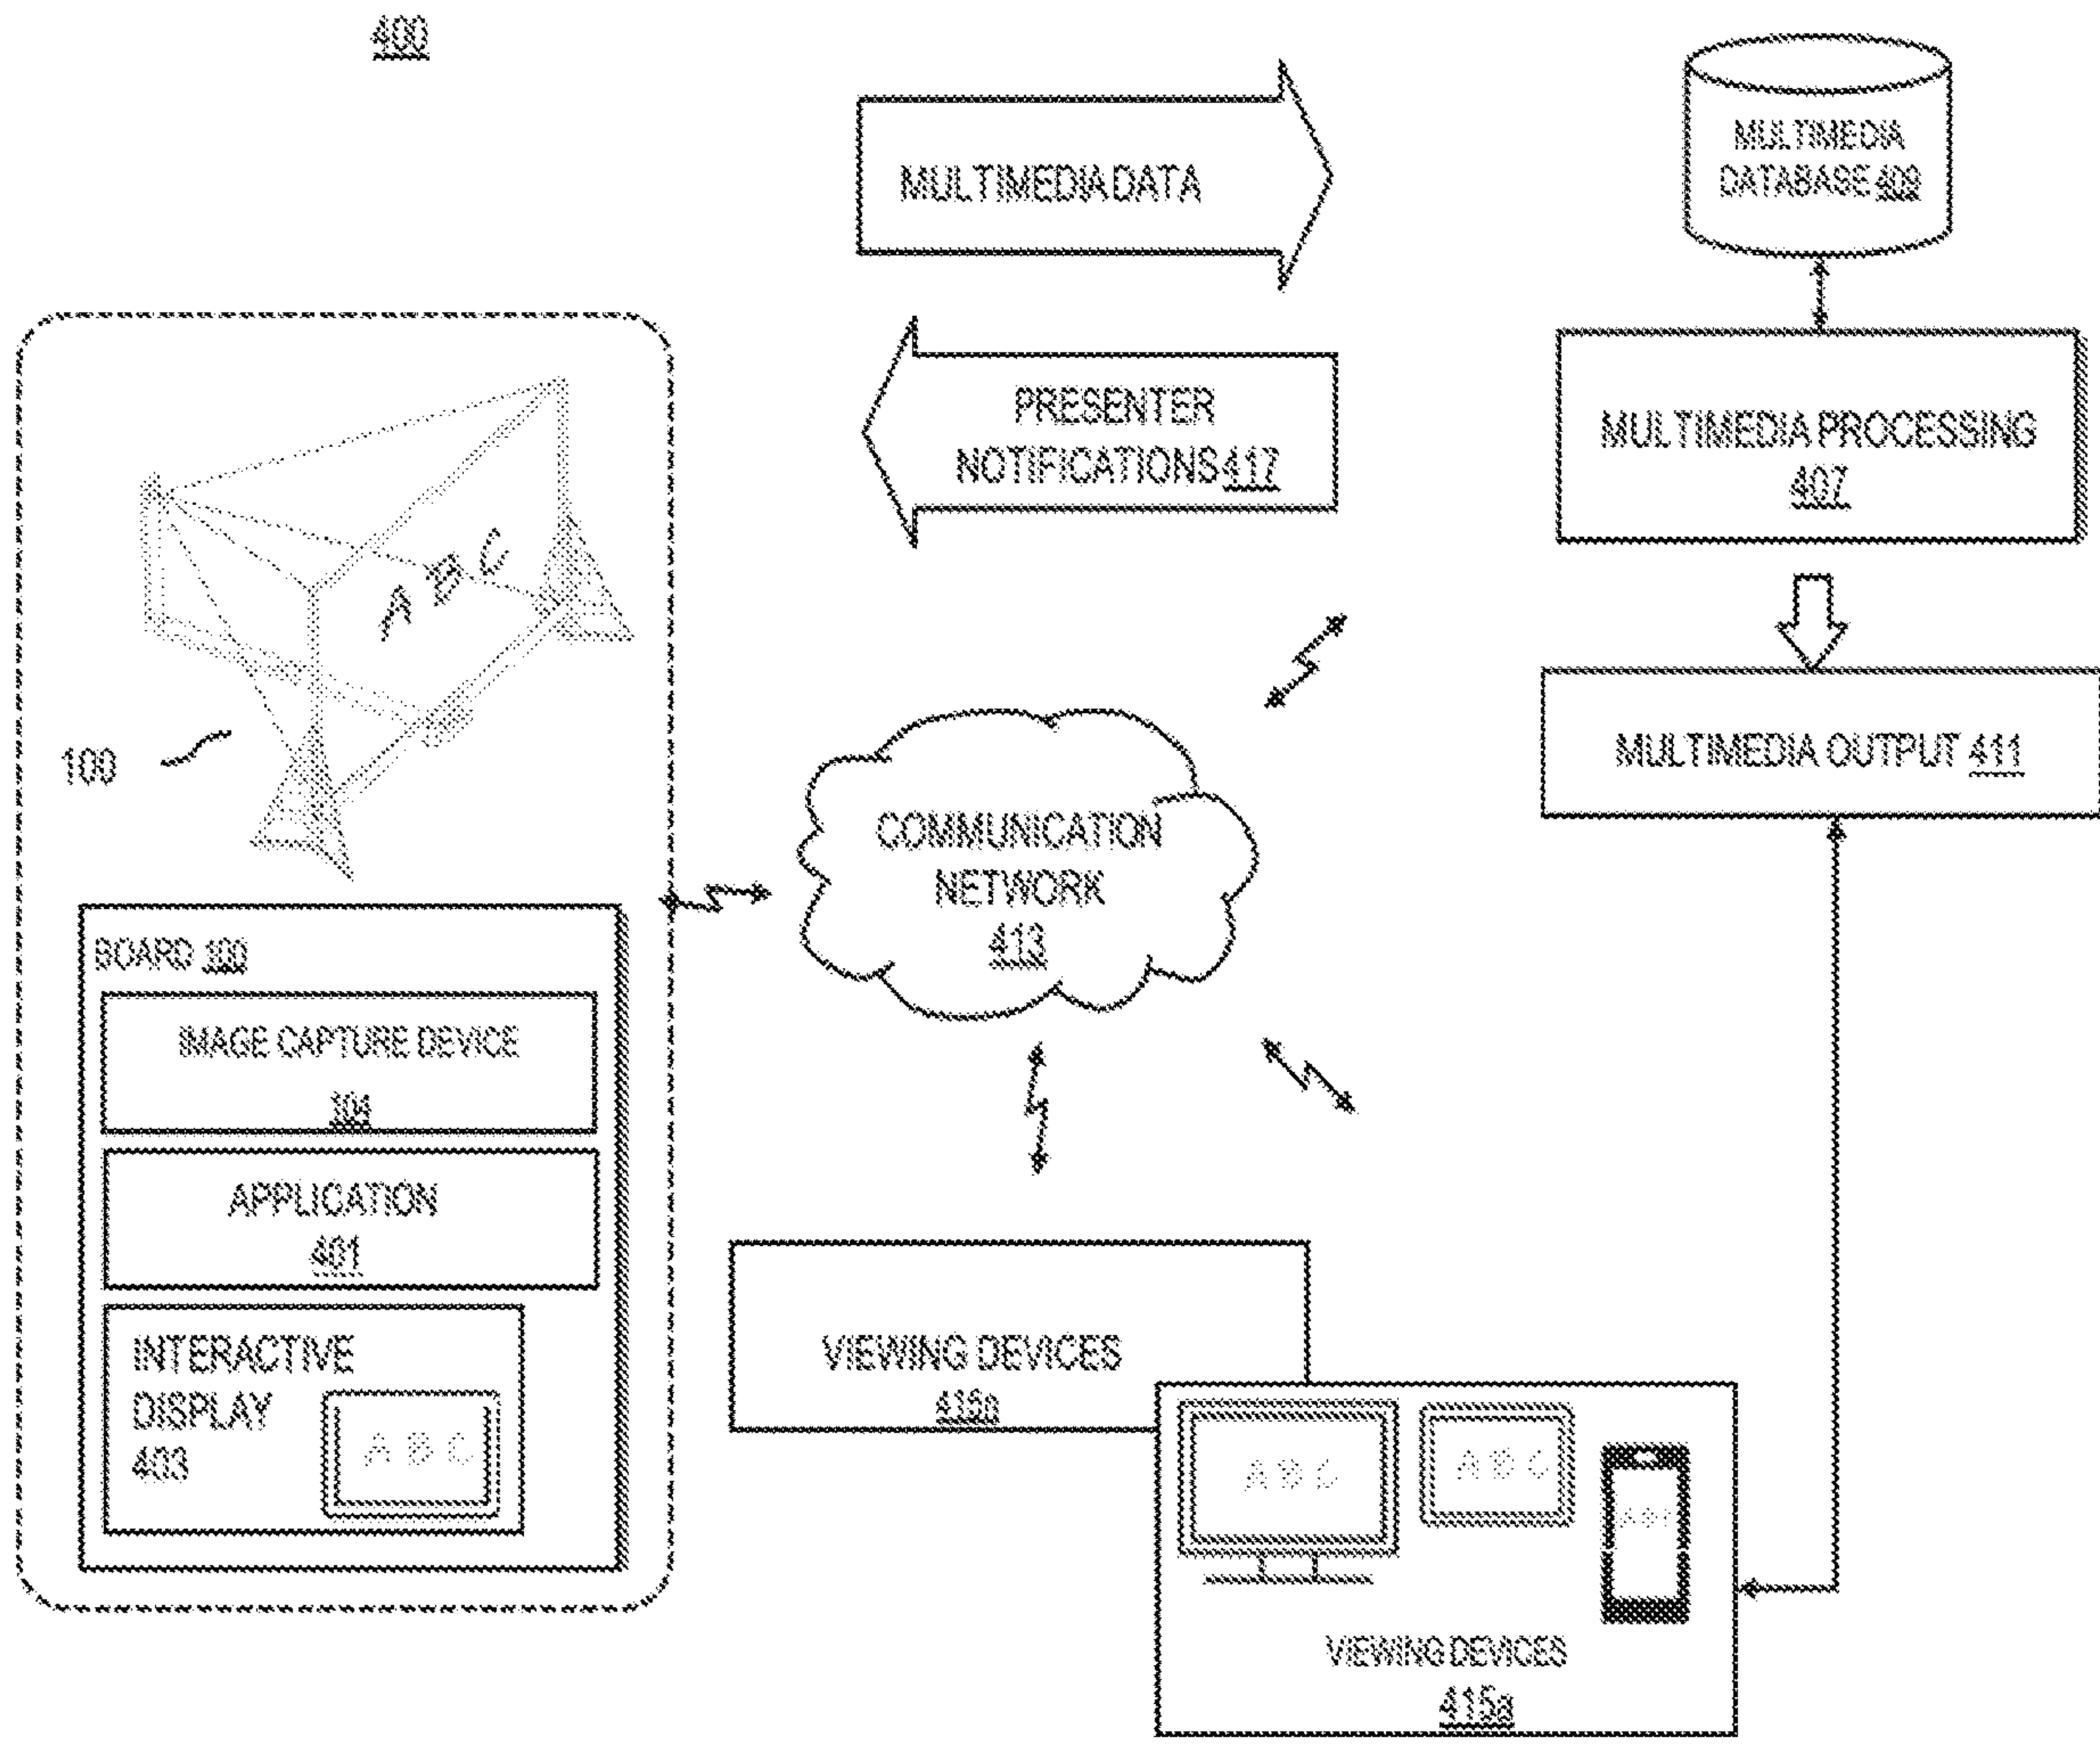 400
MULTIMEDIA DATA
MULTIMEDIA
DATABASE 409
PRESENTER
NOTIFICATIONS 417
MULTIMEDIA PROCESSING
407
A B C
100
MULTIMEDIA OUTPUT 411
COMMUNICATION
NETWORK
413
BOARD 100
IMAGE CAPTURE DEVICE
104
APPLICATION
401
INTERACTIVE
DISPLAY
403
A B C
VIEWING DEVICES
415n
A B C
A B C
A B C
VIEWING DEVICES
415a